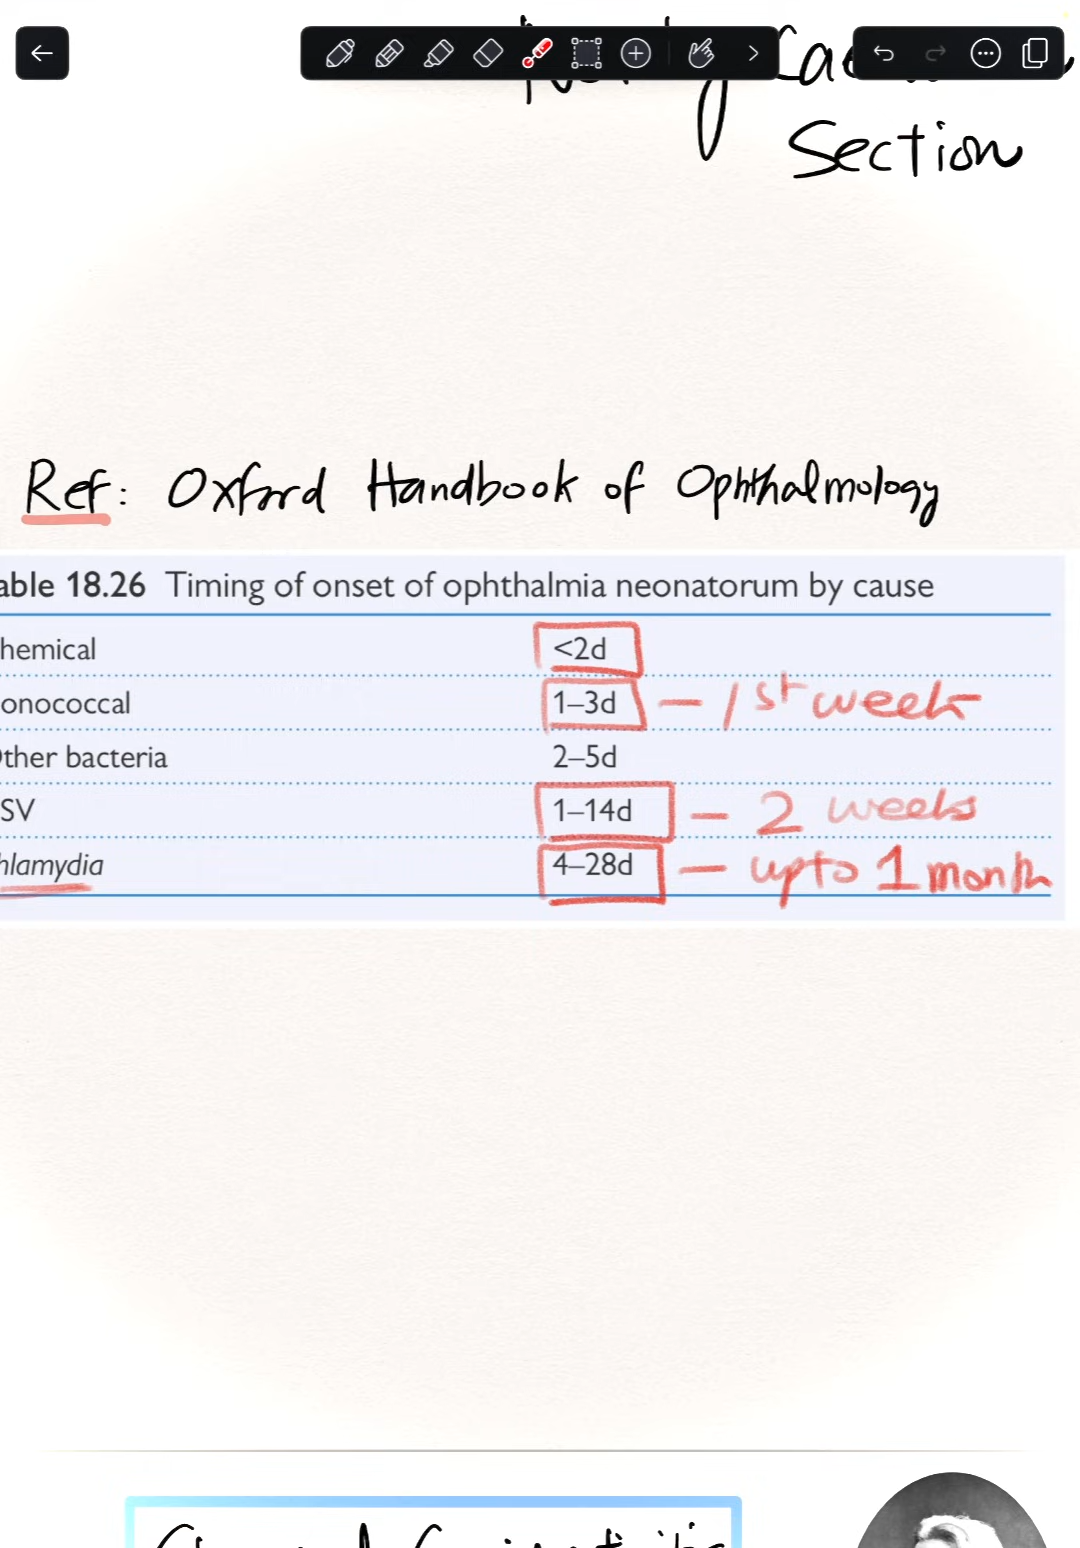 Section
Ref: Oxford Handbook of Ophthalmology
able 18.26 Timing of onset of ophthalmia neonatorum by cause
hemical <2d
onococcal 1–3d – 1st week
ther bacteria 2–5d
SV 1–14d – 2 weeks
hlamydia 4–28d – upto 1 month